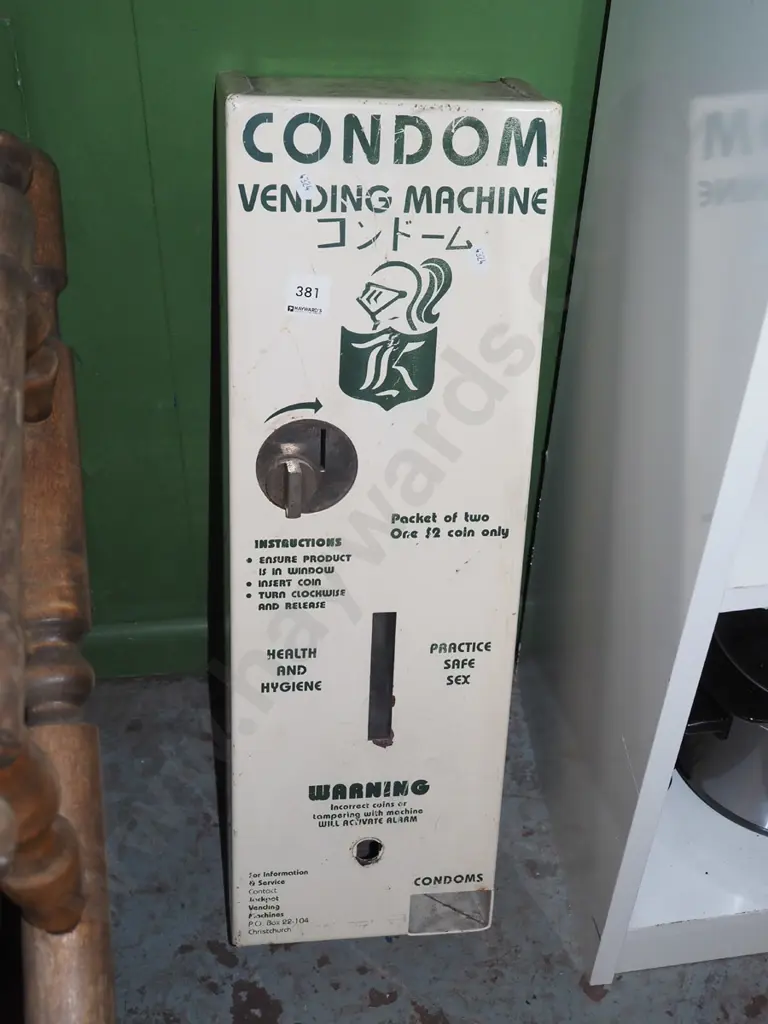 CONDOM
VENDING MACHINE
コンドーム
381
HAYWARD'S
INSTRUCTIONS
• ENSURE PRODUCT
IS IN WINDOW
• INSERT COIN
• TURN CLOCKWISE
AND RELEASE
Packet of two
One $2 coin only
HEALTH
AND
HYGIENE
PRACTICE
SAFE
SEX
WARNING
Incorrect coins or
tampering with machine
WILL ACTIVATE ALARM
For Information
& Service
Contact
Jackpot
Vending
Machines
P.O. Box 22-104
Christchurch
CONDOMS